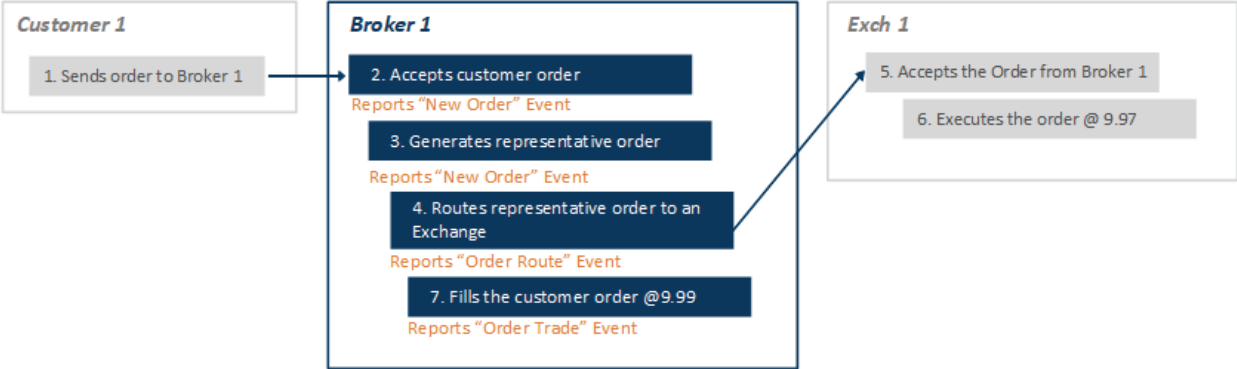 Customer 1
1. Sends order to Broker 1
Broker 1
2. Accepts customer order
Reports “New Order” Event
3. Generates representative order
Reports “New Order” Event
4. Routes representative order to an
Exchange
Reports “Order Route” Event
7. Fills the customer order @9.99
Reports “Order Trade” Event
Exch 1
5. Accepts the Order from Broker 1
6. Executes the order @ 9.97